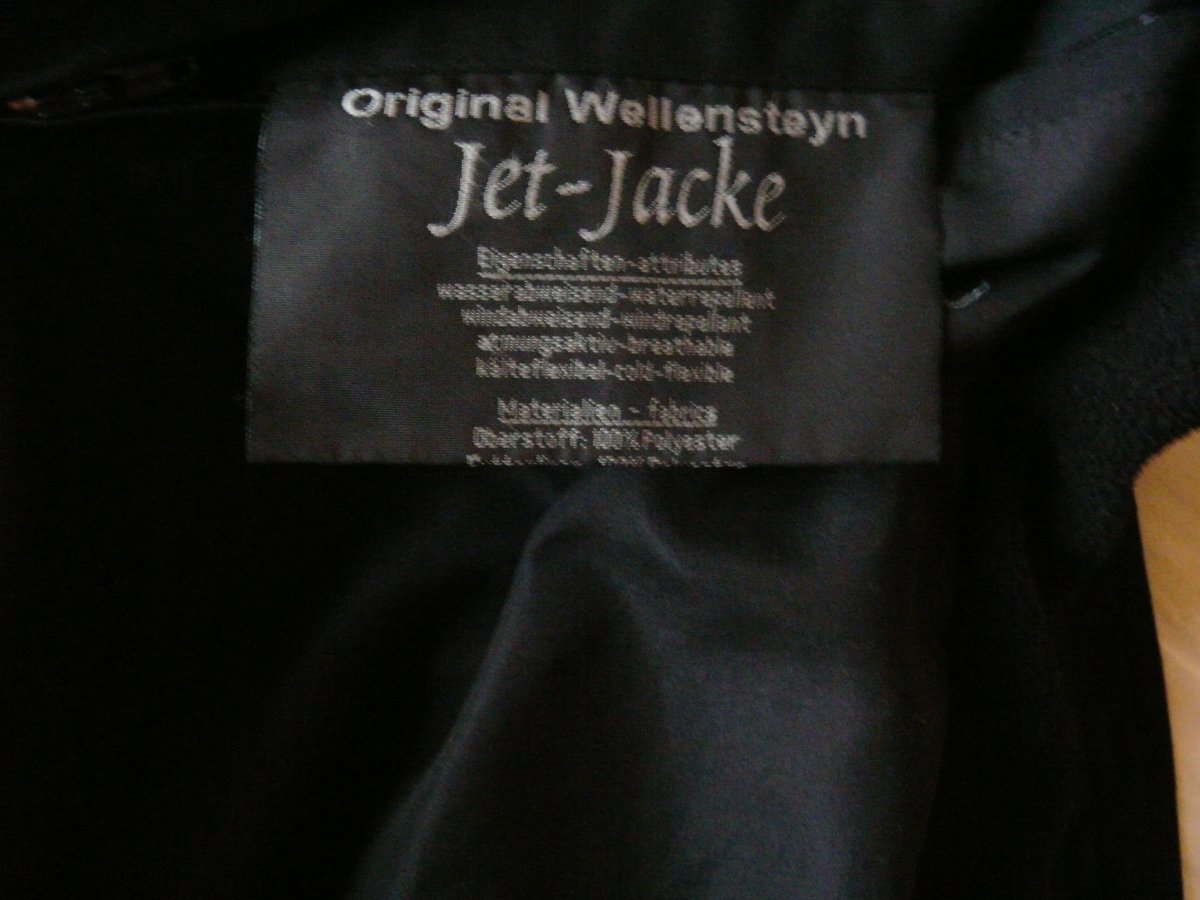 Original Wellensteyn
Jet-Jacke
Eigenschaften-attributes
wasserabweisend-waterrepellent
windabweisend-windrepellent
atmungsaktiv-breathable
kälteflexibel-cold-flexible
Materialien - fabrics
Oberstoff: 100% Polyester